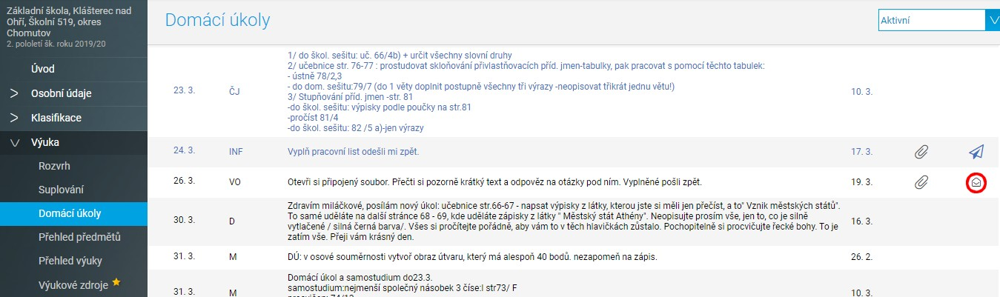 Základní škola, Klášterec nad
Ohří, Školní 519, okres
Chomutov
2. pololetí šk. roku 2019/20
Úvod
Osobní údaje
Klasifikace
Výuka
Rozvrh
Suplování
Domácí úkoly
Přehled předmětů
Přehled výuky
Výukové zdroje
Domácí úkoly
Aktivní
1/ do škol. sešitu: uč. 66/4b) + určit všechny slovní druhy
2/ učebnice str. 76-77 : prostudovat skloňování přivlastňovacích příd. jmen-tabulky, pak pracovat s pomocí těchto tabulek:
- ústně 78/2,3
23. 3. ČJ - do dom. sešitu:79/7 (do 1 věty doplnit postupně všechny tři výrazy -neopisovat třikrát jednu větu!) 10. 3.
3/ Stupňování příd. jmen -str. 81
-do škol. sešitu: výpisky podle poučky na str.81
-pročíst 81/4
-do škol. sešitu: 82 /5 a)-jen výrazy
24. 3. INF Vyplň pracovní list odešli mi zpět. 17. 3.
26. 3. VO Otevři si připojený soubor. Přečti si pozorně krátký text a odpověz na otázky pod ním. Vyplněné pošli zpět. 19. 3.
Zdravím miláčkové, posílám nový úkol: učebnice str.66-67 - napsat výpisky z látky, kterou jste si měli jen přečíst, a to" Vznik městských států".
30. 3. D To samé uděláte na další stránce 68 - 69, kde uděláte zápisky z látky " Městský stát Athény". Neopisujte prosím vše, jen to, co je silně 16. 3.
vytlačené / silná černá barva/. Všes si pročítejte pořádně, aby vám to v těch hlavičkách zůstalo. Pochopitelně si procvičujte řecké bohy. To je
zatím vše. Přeji vám krásný den.
31. 3. M DÚ: v osové souměrnosti vytvoř obraz útvaru, který má alespoň 40 bodů. nezapomeň na zápis. 26. 2.
Domácí úkol a samostudium do23.3.
samostudium:nejmenší společný násobek 3 číse:l str73/ F
31. 3. M 10. 3.